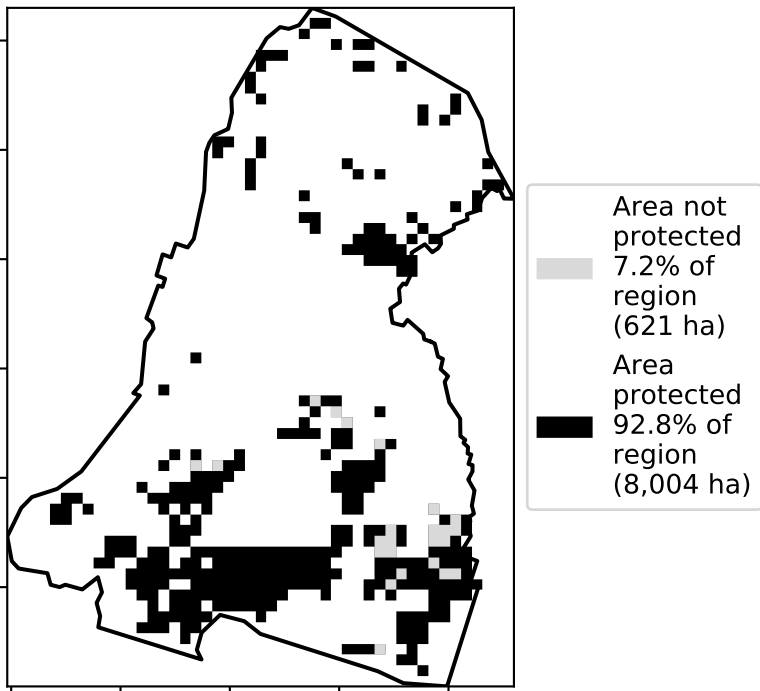 Area not
protected
7.2% of
region
(621 ha)
Area
protected
92.8% of
region
(8,004 ha)